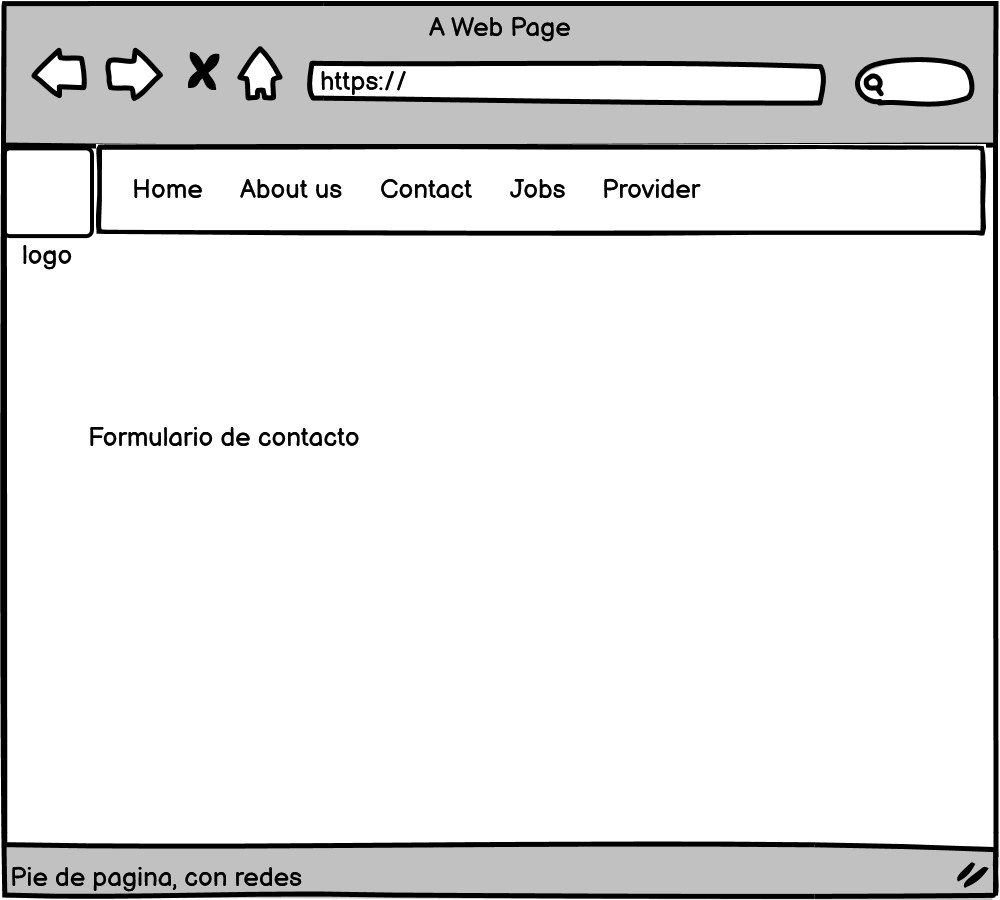 A Web Page
https://
Home About us Contact Jobs Provider
logo
Formulario de contacto
Pie de pagina, con redes